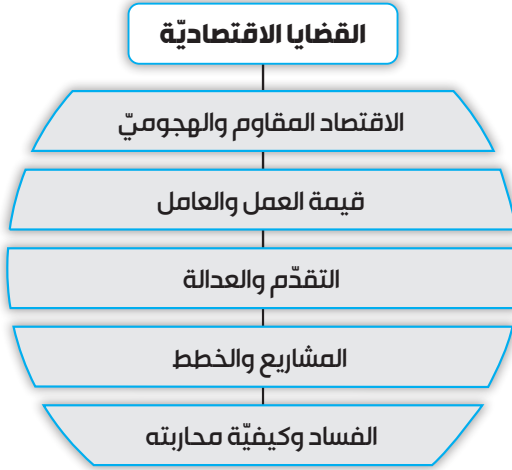 القضايا الاقتصاديّة
الاقتصاد المقاوم والهجوميّ
قيمة العمل والعامل
التقدّم والعدالة
المشاريع والخطط
الفساد وكيفيّة محاربته